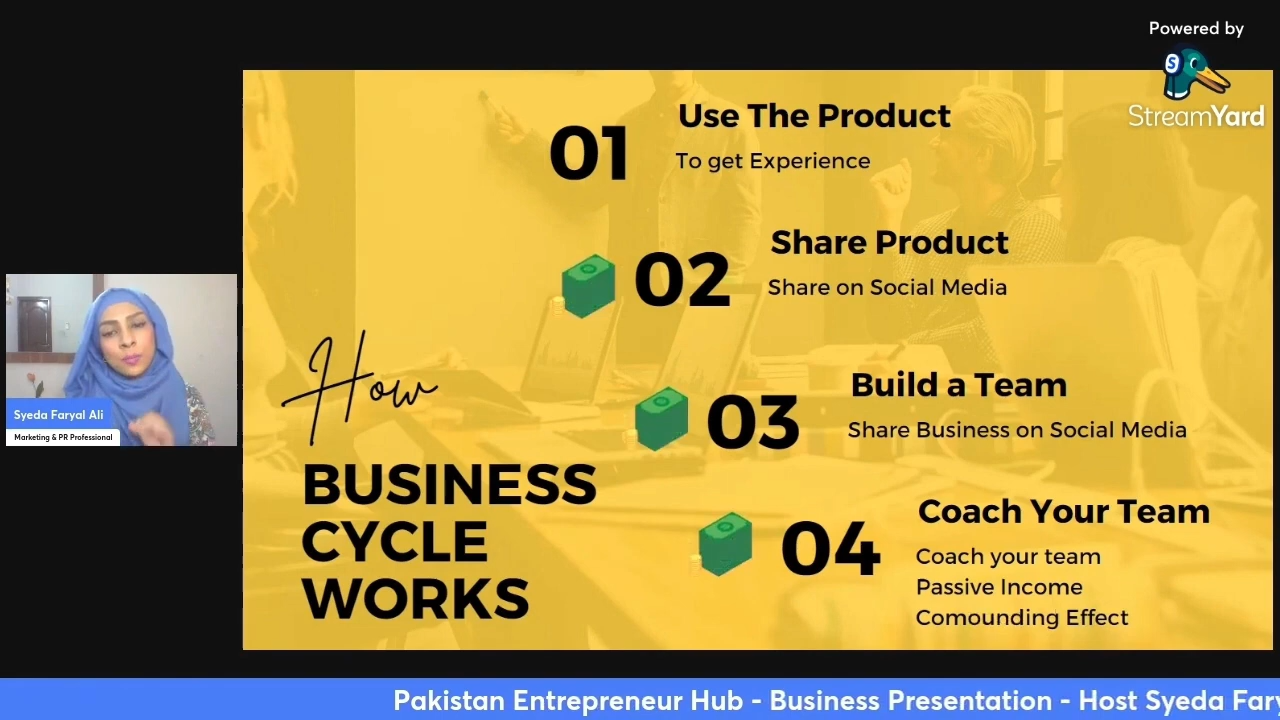 Powered by
StreamYard
01
Use The Product
To get Experience
02
Share Product
Share on Social Media
03
Build a Team
Share Business on Social Media
04
Coach Your Team
Coach your team
Passive Income
Comounding Effect
How
BUSINESS
CYCLE
WORKS
Syeda Faryal Ali
Marketing & PR Professional
Pakistan Entrepreneur Hub - Business Presentation - Host Syeda Fary